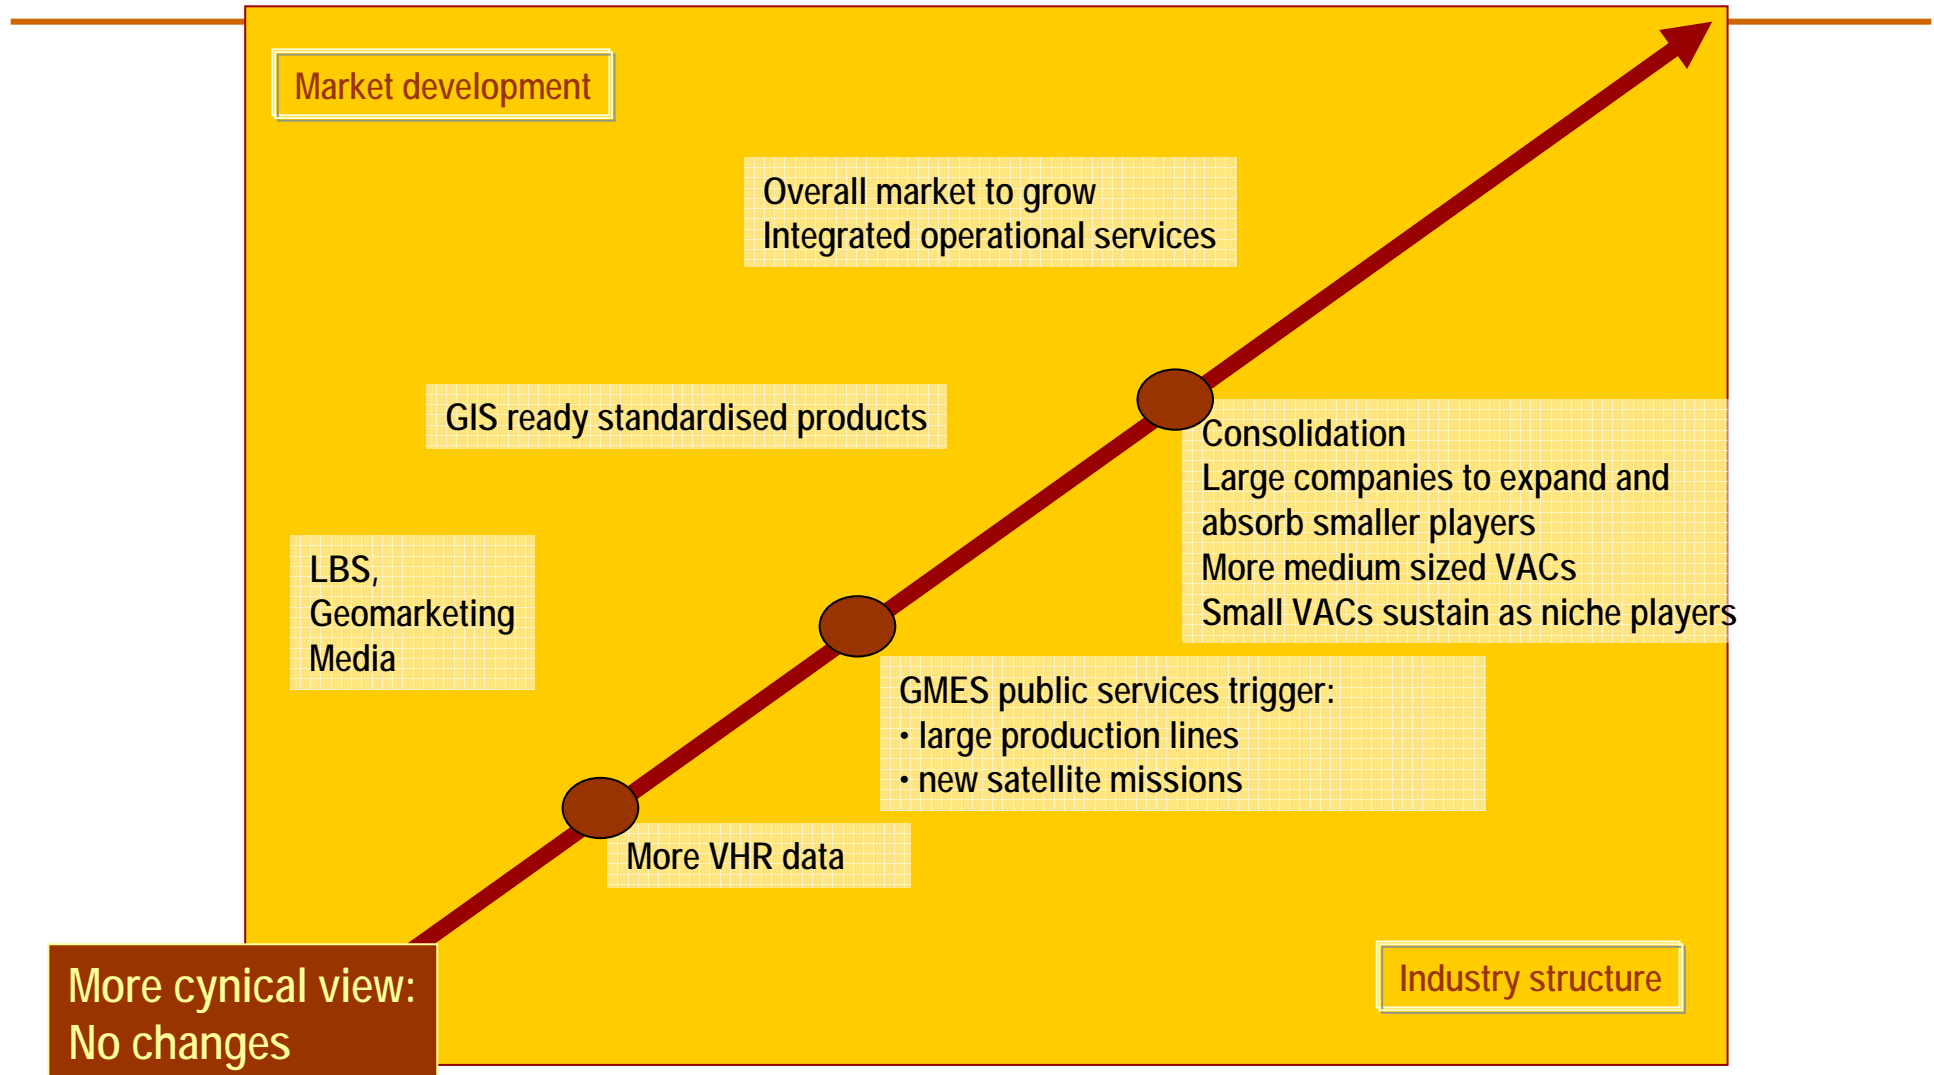 Market development
Overall market to grow
Integrated operational services
GIS ready standardised products
Consolidation
Large companies to expand and
absorb smaller players
More medium sized VACs
Small VACs sustain as niche players
LBS,
Geomarketing
Media
GMES public services trigger:
• large production lines
• new satellite missions
More VHR data
Industry structure
More cynical view:
No changes